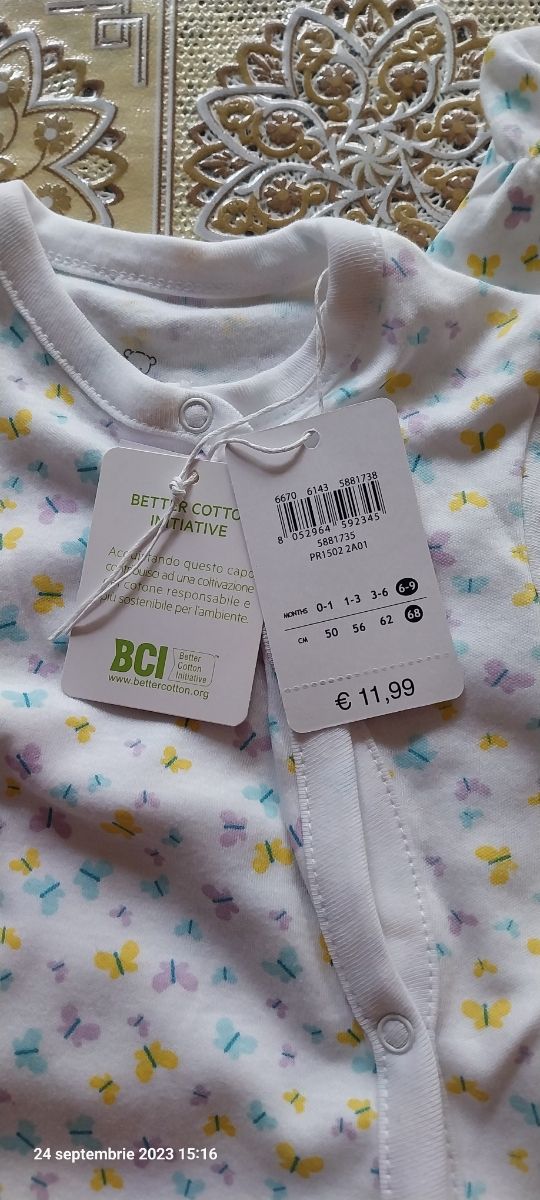 BETTER COTTO
INITIATIVE
Acquistando questo capo
contribuisci ad una coltivazione
cotone responsabile e
più sostenibile per l'ambiente.
BCI
Better
Cotton
Initiative
www.bettercotton.org
6670 6143 5881738
8 052964 592345
5881735
PR1502 2A01
MONTHS 0-1 1-3 3-6 6-9
CM 50 56 62 68
€ 11,99
24 septembrie 2023 15:16